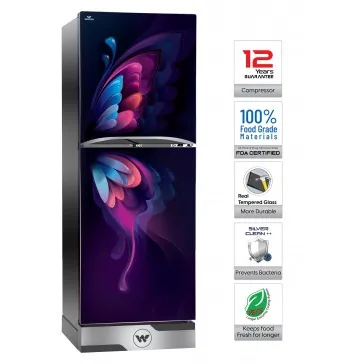 12
Years
GUARANTEE
Compressor
100%
Food Grade
Materials
FDA CERTIFIED
Real
Tempered Glass
More Durable
SILVER
CLEAN ++
Prevents Bacteria
Keeps food
Fresh for longer
W